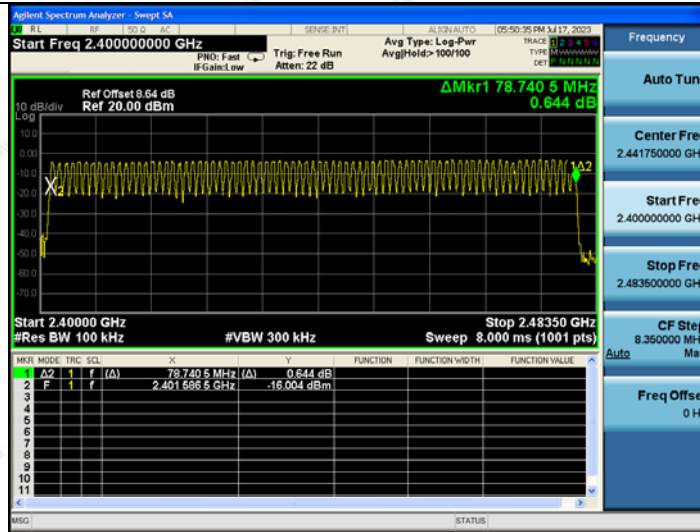 Agilent Spectrum Analyzer - Swept SA
RL RF 50 Ω AC SENSE:INT ALIGNAUTO 05:50:35 PM Jul 17, 2023
Start Freq 2.400000000 GHz
PNO: Fast
IFGain:Low
Trig: Free Run
Atten: 22 dB
Avg Type: Log-Pwr
Avg|Hold:>100/100
TRACE 1 2 3 4 5 6
TYPE
DET P N N N N N
ΔMkr1 78.740 5 MHz
0.644 dB
Ref Offset 8.64 dB
10 dB/div Ref 20.00 dBm
Log
10.0
0.00
-10.0
-20.0
-30.0
-40.0
-50.0
-60.0
-70.0
2
1Δ2
Start 2.40000 GHz Stop 2.48350 GHz
#Res BW 100 kHz #VBW 300 kHz Sweep 8.000 ms (1001 pts)
MKR MODE TRC SCL X Y FUNCTION FUNCTION WIDTH FUNCTION VALUE
1 Δ2 1 f (Δ) 78.740 5 MHz (Δ) 0.644 dB
2 F 1 f 2.401 586 5 GHz -16.004 dBm
3
4
5
6
7
8
9
10
11
MSG STATUS
Frequency
Auto Tun
Center Fre
2.441750000 GH
Start Fre
2.400000000 GH
Stop Fre
2.483500000 GH
CF Step
8.350000 MH
Auto Ma
Freq Offse
0 H